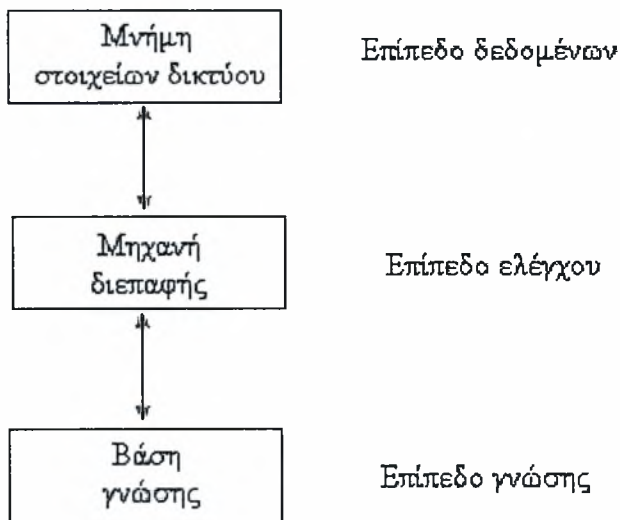 Μνήμη
στοιχείων δικτύου
Επίπεδο δεδομένων
Μηχανή
διεπαφής
Επίπεδο ελέγχου
Βάση
γνώσης
Επίπεδο γνώσης